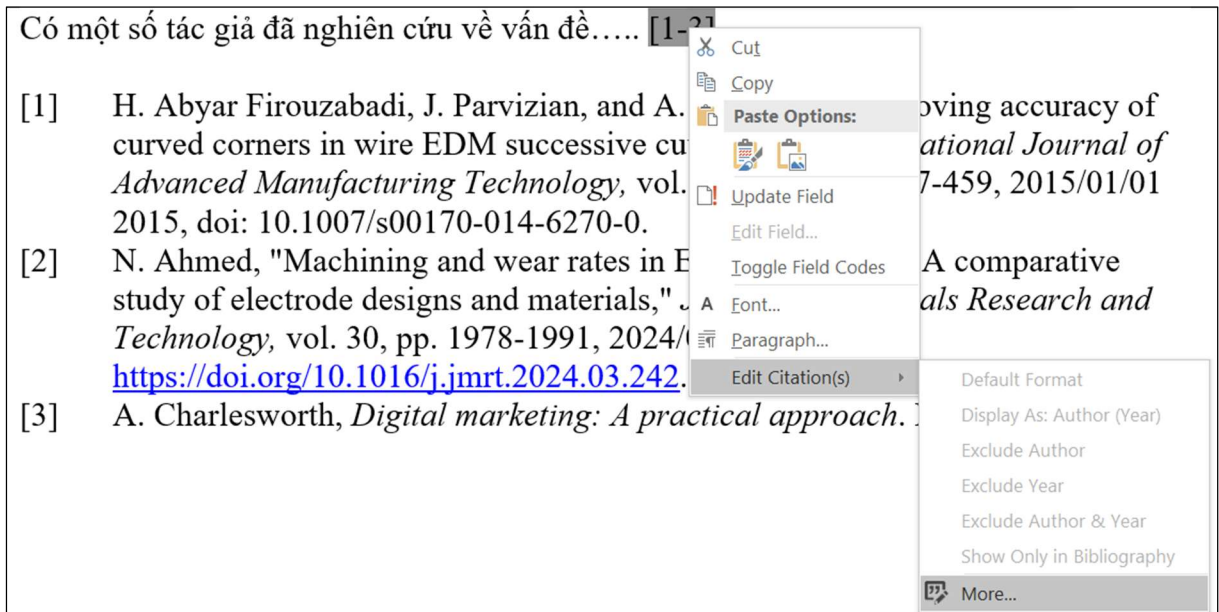 Có một số tác giả đã nghiên cứu về vấn đề….. [1-3]
[1] H. Abyar Firouzabadi, J. Parvizian, and A. oving accuracy of
curved corners in wire EDM successive cu ational Journal of
Advanced Manufacturing Technology, vol. 7-459, 2015/01/01
2015, doi: 10.1007/s00170-014-6270-0.
[2] N. Ahmed, "Machining and wear rates in E A comparative
study of electrode designs and materials," J als Research and
Technology, vol. 30, pp. 1978-1991, 2024/
https://doi.org/10.1016/j.jmrt.2024.03.242.
[3] A. Charlesworth, Digital marketing: A practical approach.
Cut
Copy
Paste Options:
Update Field
Edit Field...
Toggle Field Codes
A Font...
Paragraph...
Edit Citation(s)
Default Format
Display As: Author (Year)
Exclude Author
Exclude Year
Exclude Author & Year
Show Only in Bibliography
More...